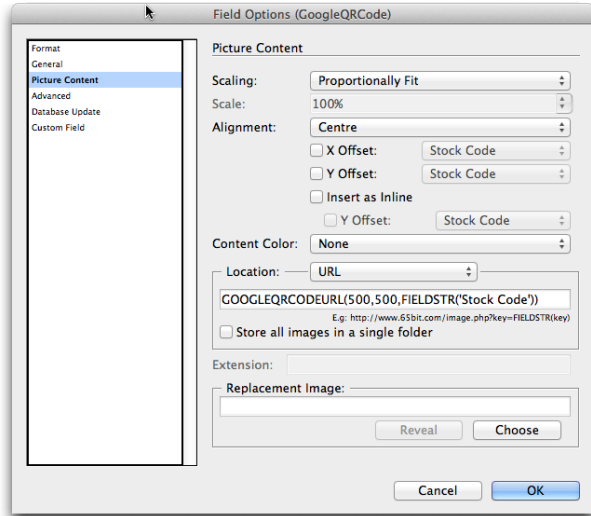 Field Options (GoogleQRCode)
Format
General
Picture Content
Advanced
Database Update
Custom Field
Picture Content
Scaling: Proportionally Fit
Scale: 100%
Alignment: Centre
X Offset: Stock Code
Y Offset: Stock Code
Insert as Inline
Y Offset: Stock Code
Content Color: None
Location: URL
GOOGLEQRCODEURL(500,500,FIELDSTR('Stock Code'))
E.g: http://www.65bit.com/image.php?key=FIELDSTR(key)
Store all images in a single folder
Extension:
Replacement Image:
Reveal Choose
Cancel OK